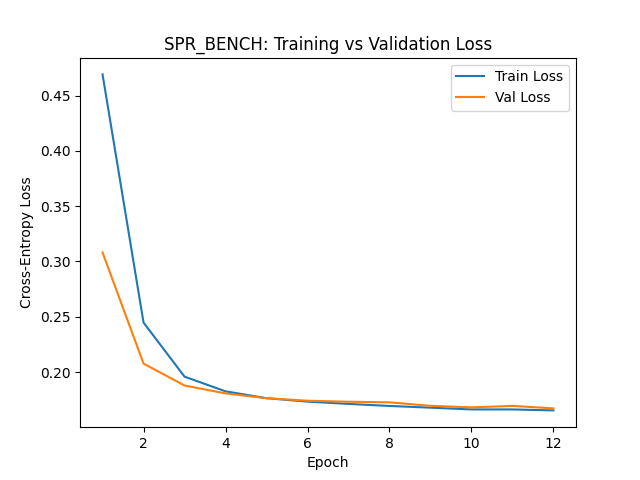 SPR_BENCH: Training vs Validation Loss
Train Loss
Val Loss
Cross-Entropy Loss
0.45
0.40
0.35
0.30
0.25
0.20
2 4 6 8 10 12
Epoch